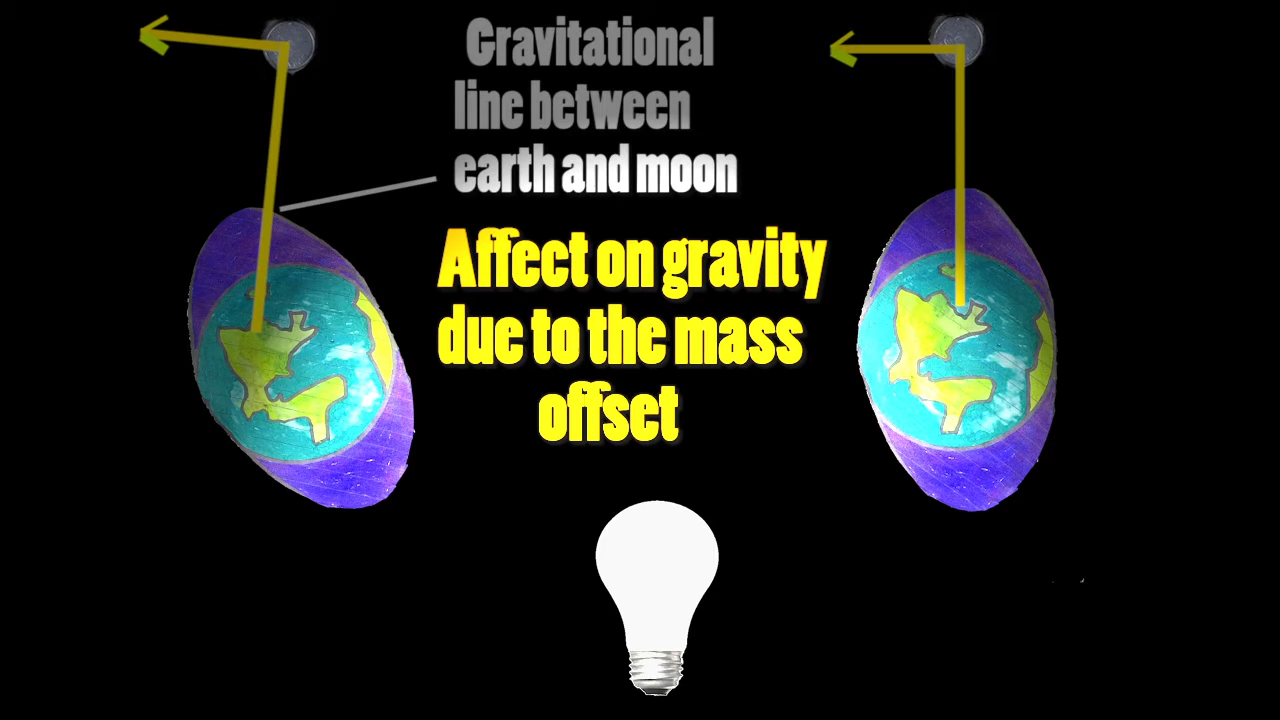 Gravitational
line between
earth and moon
Affect on gravity
due to the mass
offset